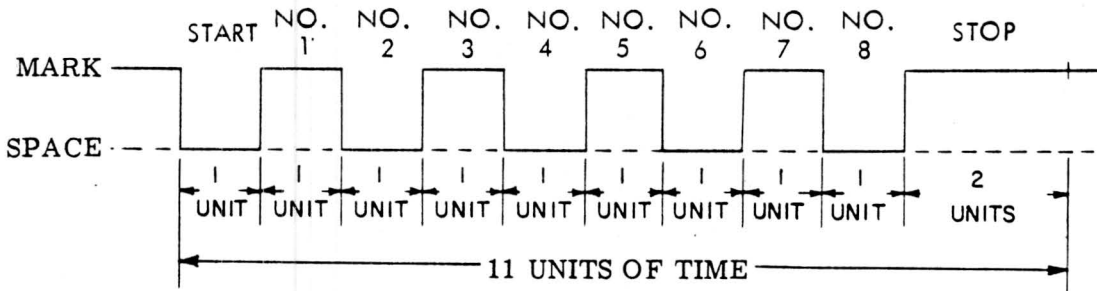 START NO. NO. NO. NO. NO. NO. NO. NO. STOP
1 2 3 4 5 6 7 8
MARK
SPACE
1 1 1 1 1 1 1 1 1 2
UNIT UNIT UNIT UNIT UNIT UNIT UNIT UNIT UNIT UNITS
11 UNITS OF TIME